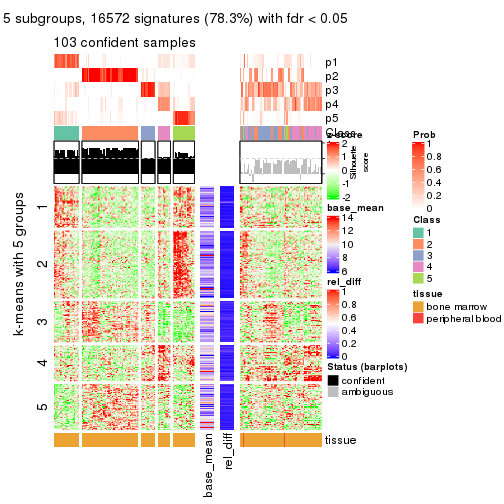 5 subgroups, 16572 signatures (78.3%) with fdr < 0.05
103 confident samples
p1
p2
p3
p4
p5
Class
z-score
2
1
0
-1
-2
Silhouette
score
base_mean
14
12
10
8
6
rel_diff
1
0.8
0.6
0.4
0.2
0
Status (barplots)
confident
ambiguous
Prob
1
0.8
0.6
0.4
0.2
0
Class
1
2
3
4
5
tissue
bone marrow
peripheral blood
k-means with 5 groups
1
2
3
4
5
tissue
base_mean
rel_diff